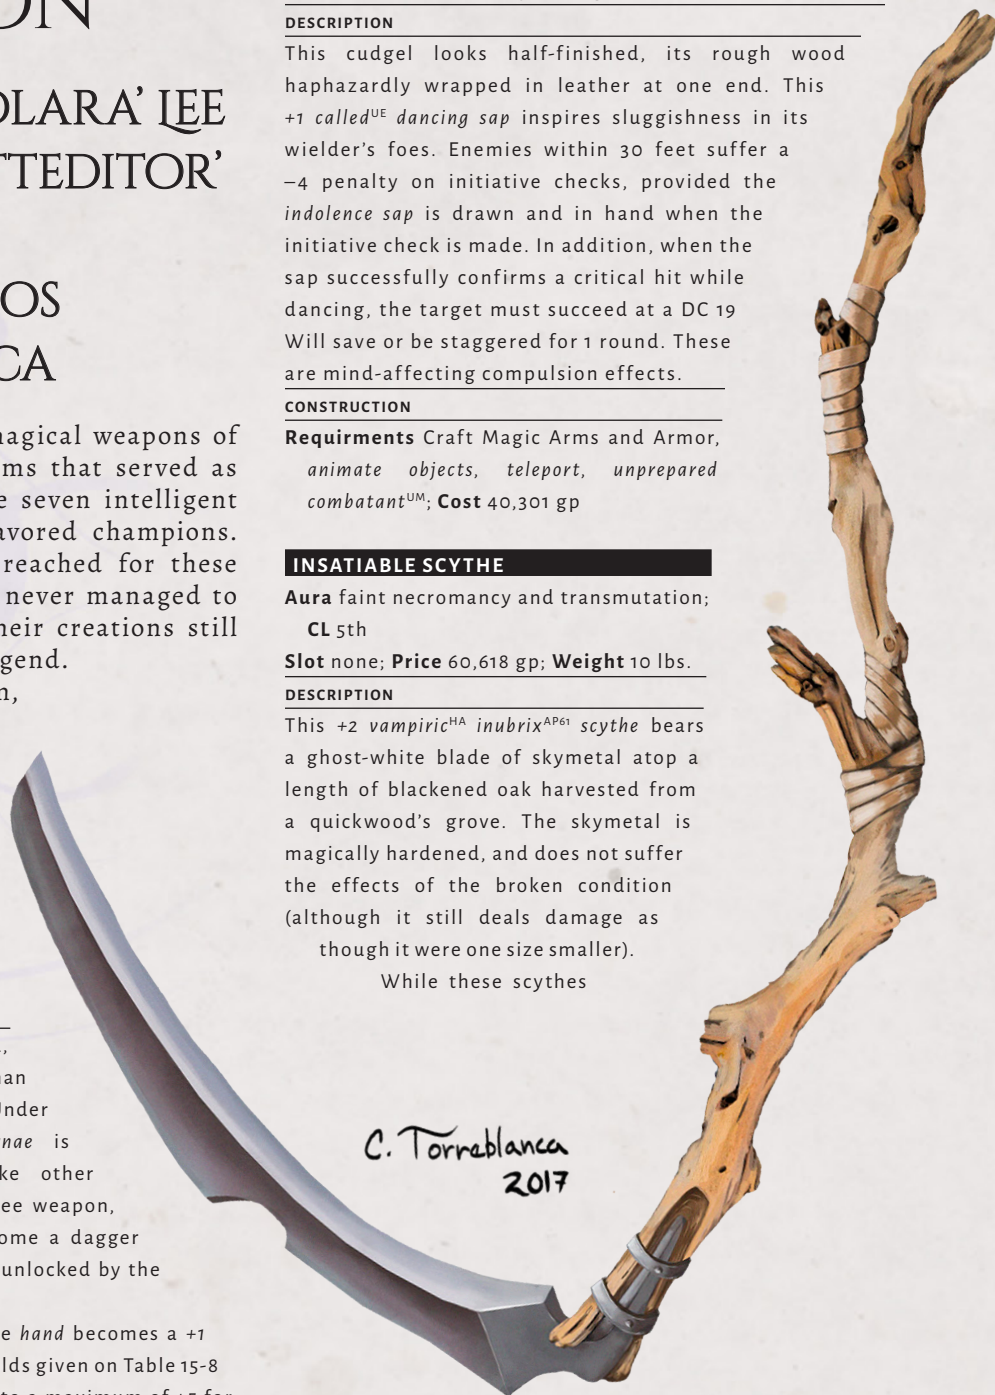 ON
OLARA' LEE
TTEDITOR'
OS
CA
magical weapons of
ms that served as
e seven intelligent
avored champions.
reached for these
never managed to
heir creations still
gend.
n,
an
Under
nae is
ke other
ee weapon,
ome a dagger
unlocked by the
e hand becomes a +1
lds given on Table 15-8
DESCRIPTION
This cudgel looks half-finished, its rough wood
haphazardly wrapped in leather at one end. This
+1 calledUE dancing sap inspires sluggishness in its
wielder's foes. Enemies within 30 feet suffer a
–4 penalty on initiative checks, provided the
indolence sap is drawn and in hand when the
initiative check is made. In addition, when the
sap successfully confirms a critical hit while
dancing, the target must succeed at a DC 19
Will save or be staggered for 1 round. These
are mind-affecting compulsion effects.
CONSTRUCTION
Requirments Craft Magic Arms and Armor,
animate objects, teleport, unprepared
combatantUM; Cost 40,301 gp
INSATIABLE SCYTHE
Aura faint necromancy and transmutation;
CL 5th
Slot none; Price 60,618 gp; Weight 10 lbs.
DESCRIPTION
This +2 vampiricHA inubrixAP61 scythe bears
a ghost-white blade of skymetal atop a
length of blackened oak harvested from
a quickwood's grove. The skymetal is
magically hardened, and does not suffer
the effects of the broken condition
(although it still deals damage as
though it were one size smaller).
While these scythes
C. Torreblanca
2017